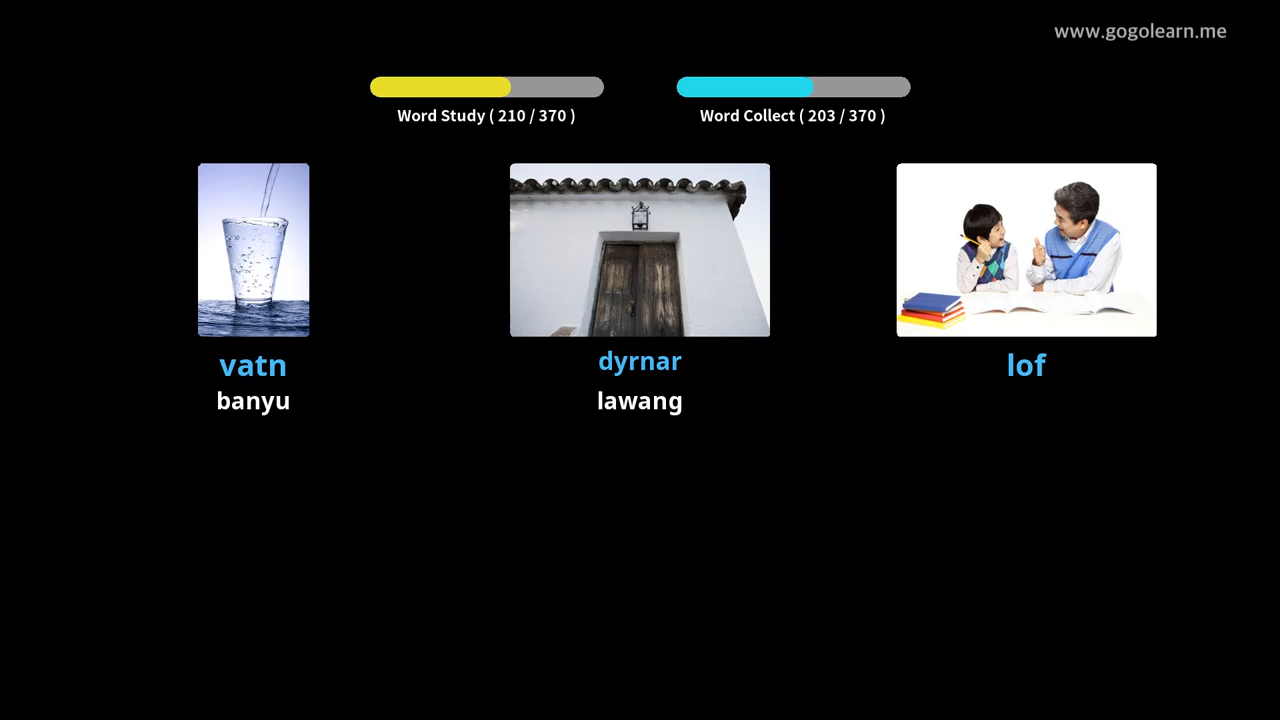 www.gogolearn.me
Word Study ( 210 / 370 )
Word Collect ( 203 / 370 )
vatn
banyu
dyrnar
lawang
lof